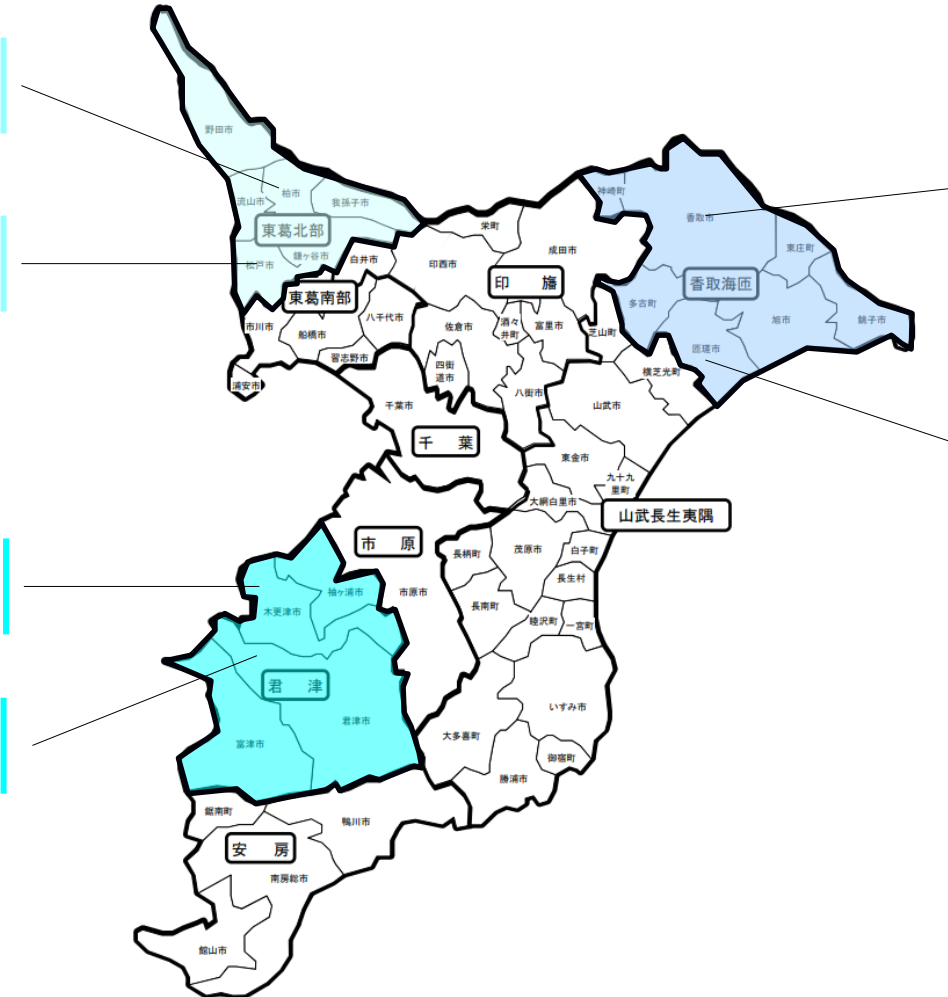 野田市
神崎町
柏市
流山市
我孫子市
香取市
東葛北部
栄町
東庄町
成田市
鎌ヶ谷市
白井市
松戸市
印西市
印　旛
香取海匝
東葛南部
多古町
八千代市
旭市
銚子市
市川市
船橋市
佐倉市
酒々
井町
富里市
芝山町
習志野市
匝瑳市
四街
道市
横芝光町
浦安市
八街市
千葉市
山武市
千　葉
東金市
九十九
里町
大網白里市
山武長生夷隅
市　原
長柄町
茂原市
白子町
長生村
袖ヶ浦市
市原市
木更津市
長南町
睦沢町
一宮町
君　津
いすみ市
君津市
富津市
大多喜町
御宿町
勝浦市
鋸南町
鴨川市
安　房
南房総市
館山市